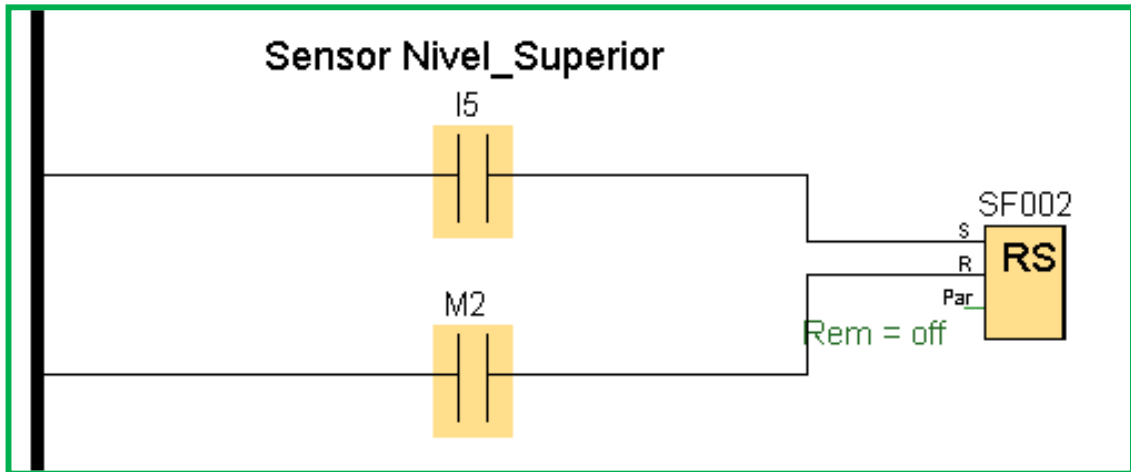 Sensor Nivel_Superior
I5
SF002
S
RS
R
Par
Rem = off
M2